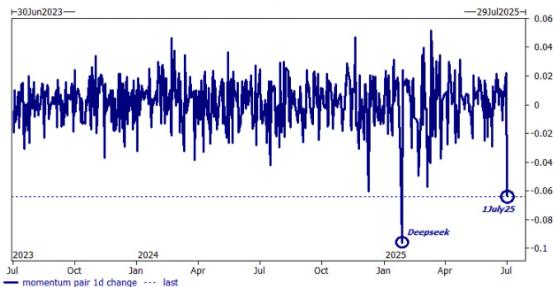 30Jun2023
29Jul2025
0.06
0.04
0.02
0
-0.02
-0.04
-0.06
-0.08
-0.1
1July25
Deepseek
2023 2024 2025
Jul Oct Jan Apr Jul Oct Jan Apr Jul
momentum pair 1d change last